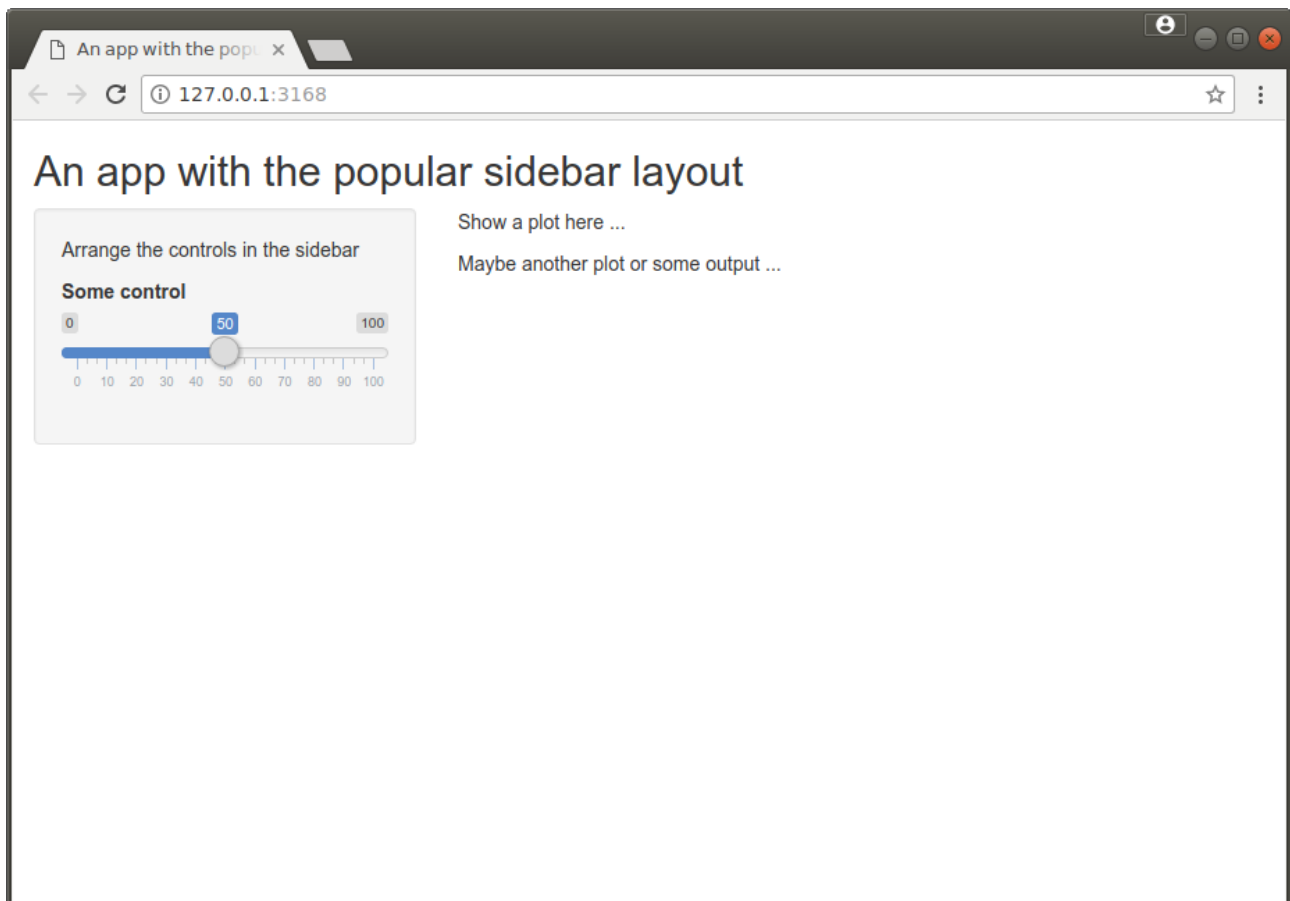 An app with the popu
127.0.0.1:3168
An app with the popular sidebar layout
Arrange the controls in the sidebar
Some control
0 50 100
0 10 20 30 40 50 60 70 80 90 100
Show a plot here ...
Maybe another plot or some output ...